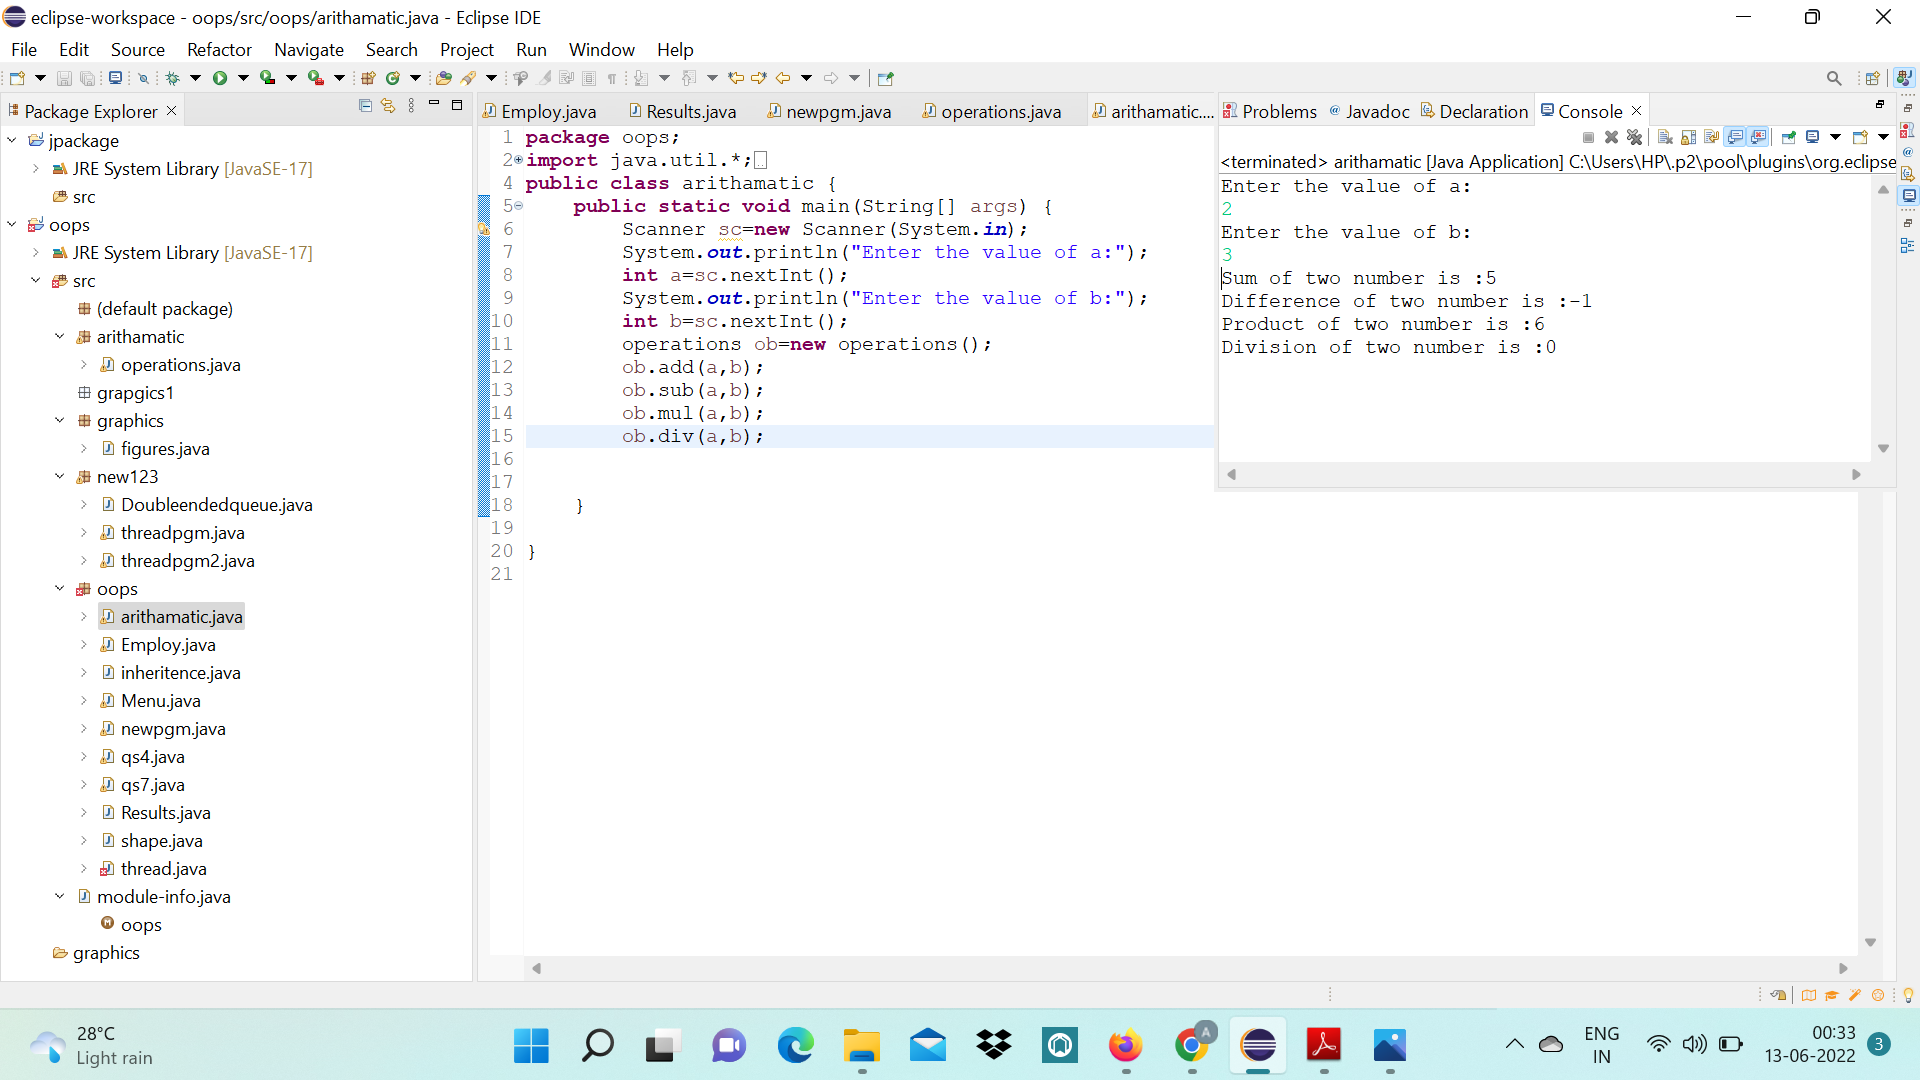 eclipse-workspace - oops/src/oops/arithamatic.java - Eclipse IDE
File Edit Source Refactor Navigate Search Project Run Window Help
Package Explorer
jpackage
JRE System Library [JavaSE-17]
src
oops
JRE System Library [JavaSE-17]
src
(default package)
arithamatic
operations.java
grapgics1
graphics
figures.java
new123
Doubleendedqueue.java
threadpgm.java
threadpgm2.java
oops
arithamatic.java
Employ.java
inheritence.java
Menu.java
newpgm.java
qs4.java
qs7.java
Results.java
shape.java
thread.java
module-info.java
oops
graphics
Employ.java Results.java newpgm.java operations.java arithamatic....
1 package oops;
2 import java.util.*;
4 public class arithamatic {
5 public static void main(String[] args) {
6 Scanner sc=new Scanner(System.in);
7 System.out.println("Enter the value of a:");
8 int a=sc.nextInt();
9 System.out.println("Enter the value of b:");
10 int b=sc.nextInt();
11 operations ob=new operations();
12 ob.add(a,b);
13 ob.sub(a,b);
14 ob.mul(a,b);
15 ob.div(a,b);
16
17
18 }
19
20 }
21
Problems Javadoc Declaration Console
<terminated> arithamatic [Java Application] C:\Users\HP\.p2\pool\plugins\org.eclipse
Enter the value of a:
2
Enter the value of b:
3
Sum of two number is :5
Difference of two number is :-1
Product of two number is :6
Division of two number is :0
28°C
Light rain
A
ENG
IN
00:33
13-06-2022
3